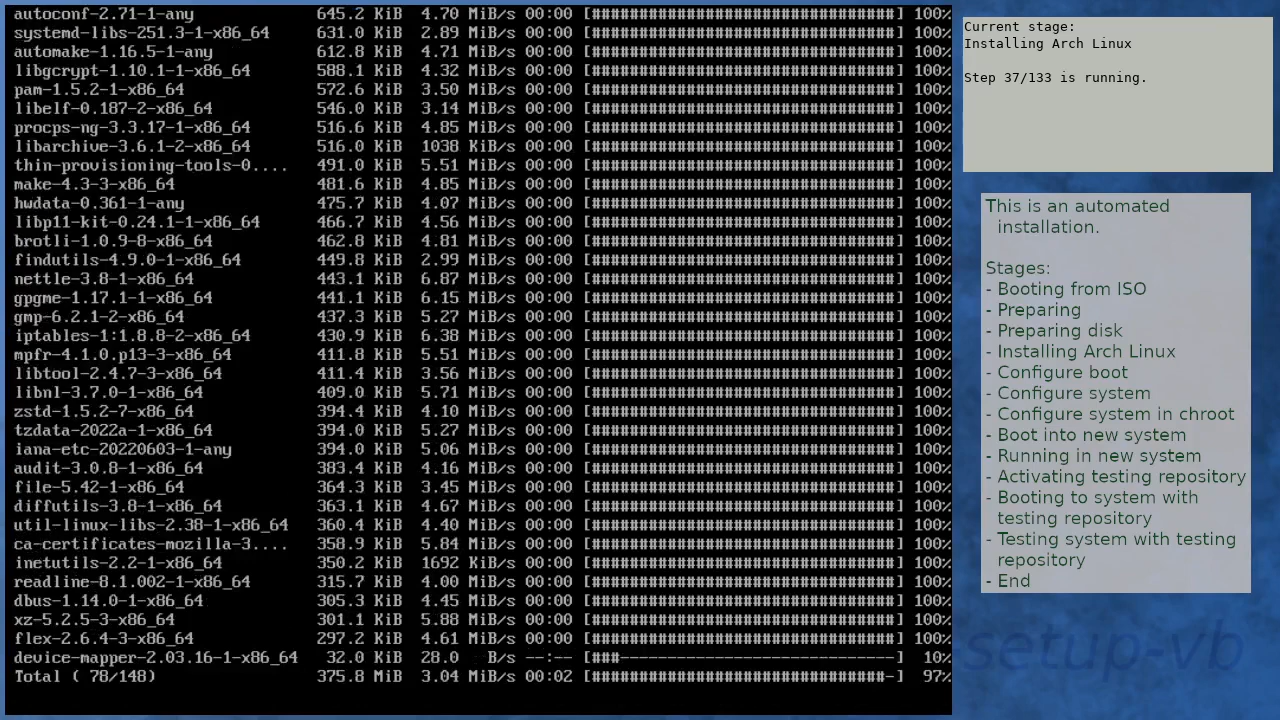 autoconf-2.71-1-any 645.2 KiB 4.70 MiB/s 00:00 [################################] 100%
systemd-libs-251.3-1-x86_64 631.0 KiB 2.89 MiB/s 00:00 [################################] 100%
automake-1.16.5-1-any 612.8 KiB 4.71 MiB/s 00:00 [################################] 100%
libgcrypt-1.10.1-1-x86_64 588.1 KiB 4.32 MiB/s 00:00 [################################] 100%
pam-1.5.2-1-x86_64 572.6 KiB 3.50 MiB/s 00:00 [################################] 100%
libelf-0.187-2-x86_64 546.0 KiB 3.14 MiB/s 00:00 [################################] 100%
procps-ng-3.3.17-1-x86_64 516.6 KiB 4.85 MiB/s 00:00 [################################] 100%
libarchive-3.6.1-2-x86_64 516.0 KiB 1038 KiB/s 00:00 [################################] 100%
thin-provisioning-tools-0.... 491.0 KiB 5.51 MiB/s 00:00 [################################] 100%
make-4.3-3-x86_64 481.6 KiB 4.85 MiB/s 00:00 [################################] 100%
hwdata-0.361-1-any 475.7 KiB 4.07 MiB/s 00:00 [################################] 100%
libp11-kit-0.24.1-1-x86_64 466.7 KiB 4.56 MiB/s 00:00 [################################] 100%
brotli-1.0.9-8-x86_64 462.8 KiB 4.81 MiB/s 00:00 [################################] 100%
findutils-4.9.0-1-x86_64 449.8 KiB 2.99 MiB/s 00:00 [################################] 100%
nettle-3.8-1-x86_64 443.1 KiB 6.87 MiB/s 00:00 [################################] 100%
gpgme-1.17.1-1-x86_64 441.1 KiB 6.15 MiB/s 00:00 [################################] 100%
gmp-6.2.1-2-x86_64 437.3 KiB 5.27 MiB/s 00:00 [################################] 100%
iptables-1:1.8.8-2-x86_64 430.9 KiB 6.38 MiB/s 00:00 [################################] 100%
mpfr-4.1.0.p13-3-x86_64 411.8 KiB 5.51 MiB/s 00:00 [################################] 100%
libtool-2.4.7-3-x86_64 411.4 KiB 3.56 MiB/s 00:00 [################################] 100%
libnl-3.7.0-1-x86_64 409.0 KiB 5.71 MiB/s 00:00 [################################] 100%
zstd-1.5.2-7-x86_64 394.4 KiB 4.10 MiB/s 00:00 [################################] 100%
tzdata-2022a-1-x86_64 394.0 KiB 5.27 MiB/s 00:00 [################################] 100%
iana-etc-20220603-1-any 394.0 KiB 5.06 MiB/s 00:00 [################################] 100%
audit-3.0.8-1-x86_64 383.4 KiB 4.16 MiB/s 00:00 [################################] 100%
file-5.42-1-x86_64 364.3 KiB 3.45 MiB/s 00:00 [################################] 100%
diffutils-3.8-1-x86_64 363.1 KiB 4.67 MiB/s 00:00 [################################] 100%
util-linux-libs-2.38-1-x86_64 360.4 KiB 4.40 MiB/s 00:00 [################################] 100%
ca-certificates-mozilla-3.... 358.9 KiB 5.84 MiB/s 00:00 [################################] 100%
inetutils-2.2-1-x86_64 350.2 KiB 1692 KiB/s 00:00 [################################] 100%
readline-8.1.002-1-x86_64 315.7 KiB 4.00 MiB/s 00:00 [################################] 100%
dbus-1.14.0-1-x86_64 305.3 KiB 4.45 MiB/s 00:00 [################################] 100%
xz-5.2.5-3-x86_64 301.1 KiB 5.88 MiB/s 00:00 [################################] 100%
flex-2.6.4-3-x86_64 297.2 KiB 4.61 MiB/s 00:00 [################################] 100%
device-mapper-2.03.16-1-x86_64 32.0 KiB 28.0 B/s --:-- [###-----------------------------] 10%
Total ( 78/148) 375.8 MiB 3.04 MiB/s 00:02 [###############################-] 97%
Current stage:
Installing Arch Linux
Step 37/133 is running.
This is an automated
installation.
Stages:
- Booting from ISO
- Preparing
- Preparing disk
- Installing Arch Linux
- Configure boot
- Configure system
- Configure system in chroot
- Boot into new system
- Running in new system
- Activating testing repository
- Booting to system with
testing repository
- Testing system with testing
repository
- End
setup-vb